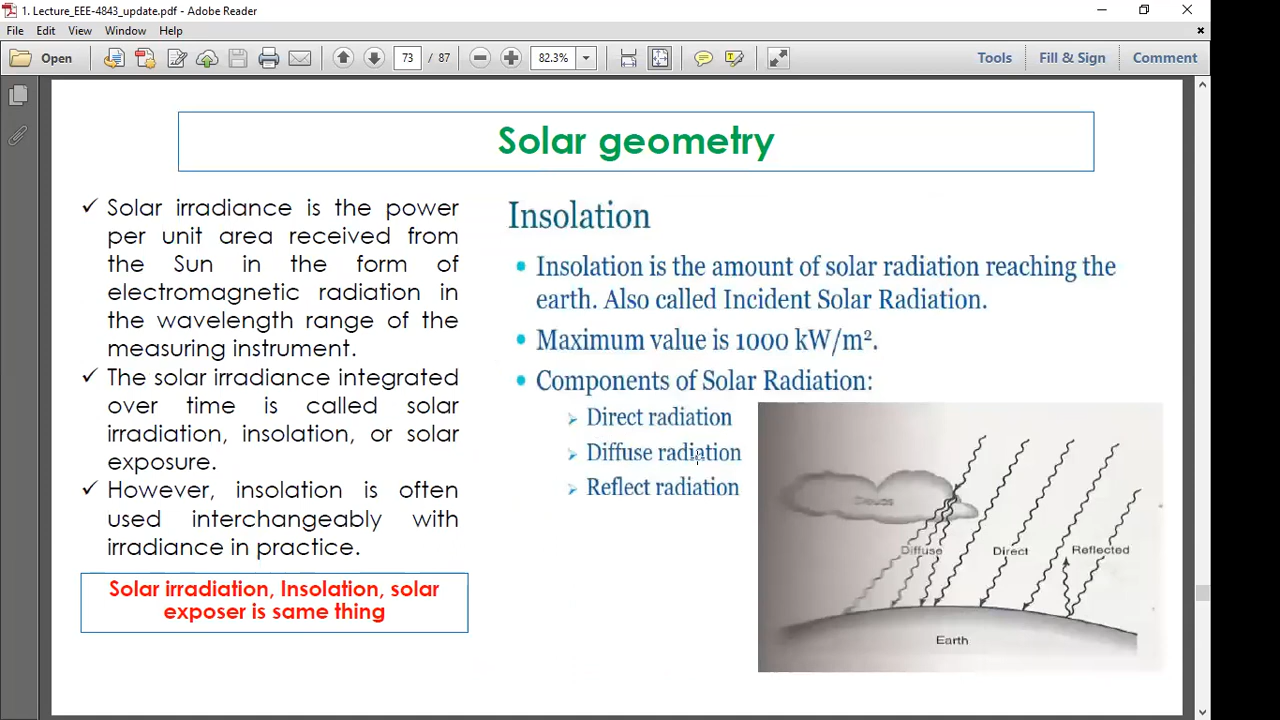 1. Lecture_EEE-4843_update.pdf - Adobe Reader
File Edit View Window Help
Open 73 / 87 82.3% Tools Fill & Sign Comment
Solar geometry
✓ Solar irradiance is the power
per unit area received from
the Sun in the form of
electromagnetic radiation in
the wavelength range of the
measuring instrument.
✓ The solar irradiance integrated
over time is called solar
irradiation, insolation, or solar
exposure.
✓ However, insolation is often
used interchangeably with
irradiance in practice.
Solar irradiation, Insolation, solar
exposer is same thing
Insolation
• Insolation is the amount of solar radiation reaching the
earth. Also called Incident Solar Radiation.
• Maximum value is 1000 kW/m².
• Components of Solar Radiation:
➢ Direct radiation
➢ Diffuse radiation
➢ Reflect radiation
Clouds
Diffuse Direct Reflected
Earth